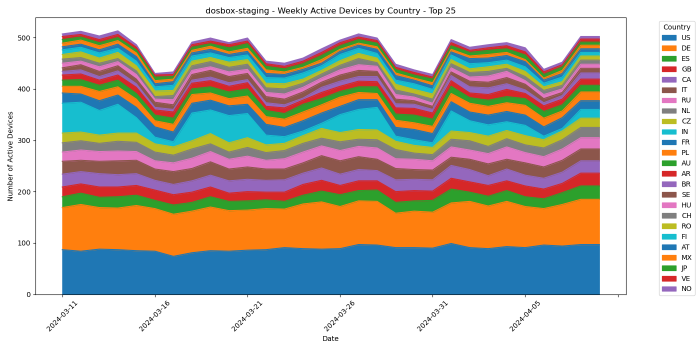 dosbox-staging - Weekly Active Devices by Country - Top 25
Number of Active Devices
500
400
300
200
100
0
2024-03-11
2024-03-16
2024-03-21
2024-03-26
2024-03-31
2024-04-05
Date
Country
US
DE
ES
GB
CA
IT
RU
NL
CZ
IN
FR
PL
AU
AR
BR
SE
HU
CH
RO
FI
AT
MX
JP
VE
NO